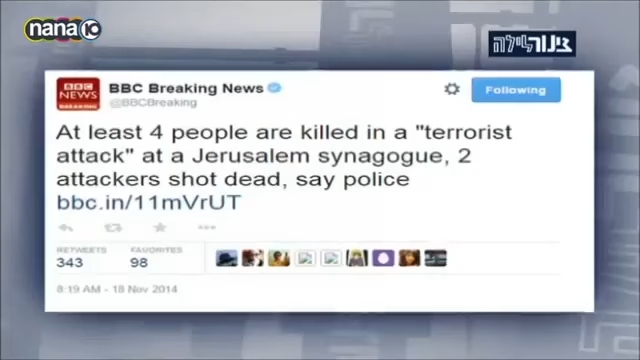 nana10
צינור לילה
BBC
NEWS
BREAKING
BBC Breaking News
@BBCBreaking
Following
At least 4 people are killed in a "terrorist
attack" at a Jerusalem synagogue, 2
attackers shot dead, say police
bbc.in/11mVrUT
RETWEETS
FAVORITES
343
98
8:19 AM - 18 Nov 2014